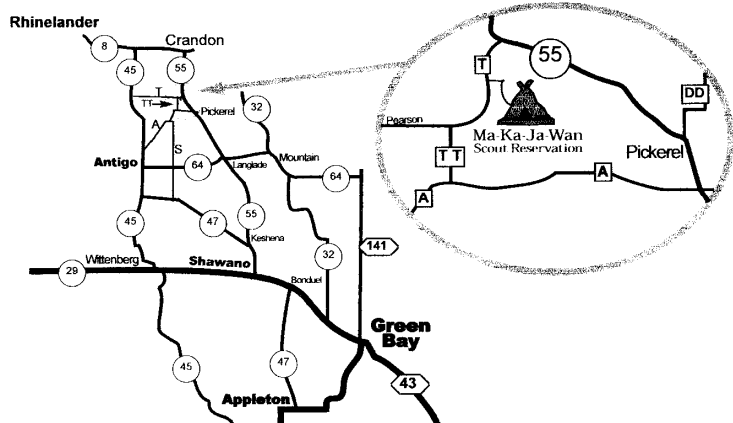 Rhinelander
8
Crandon
45
55
T
TT
Pickerel
32
A
S
Antigo
64
Langlade
Mountain
64
45
47
55
Keshena
32
141
Wittenberg
Shawano
29
Bonduel
Green
Bay
45
47
43
Appleton
T
55
DD
Pearson
Ma-Ka-Ja-Wan
Scout Reservation
TT
Pickerel
A
A